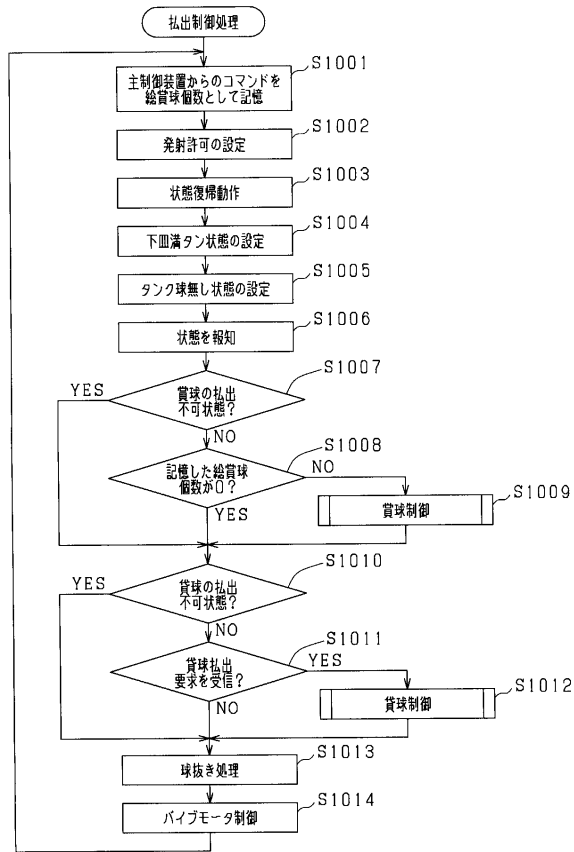 払出制御処理
S1001
主制御装置からのコマンドを
総賞球個数として記憶
S1002
発射許可の設定
S1003
状態復帰動作
S1004
下皿満タン状態の設定
S1005
タンク球無し状態の設定
S1006
状態を報知
S1007
YES
賞球の払出
不可状態？
NO
S1008
記憶した総賞球
個数が0？
NO
YES
S1009
賞球制御
S1010
YES
貸球の払出
不可状態？
NO
S1011
貸球払出
要求を受信？
YES
NO
S1012
貸球制御
S1013
球抜き処理
S1014
バイブモータ制御